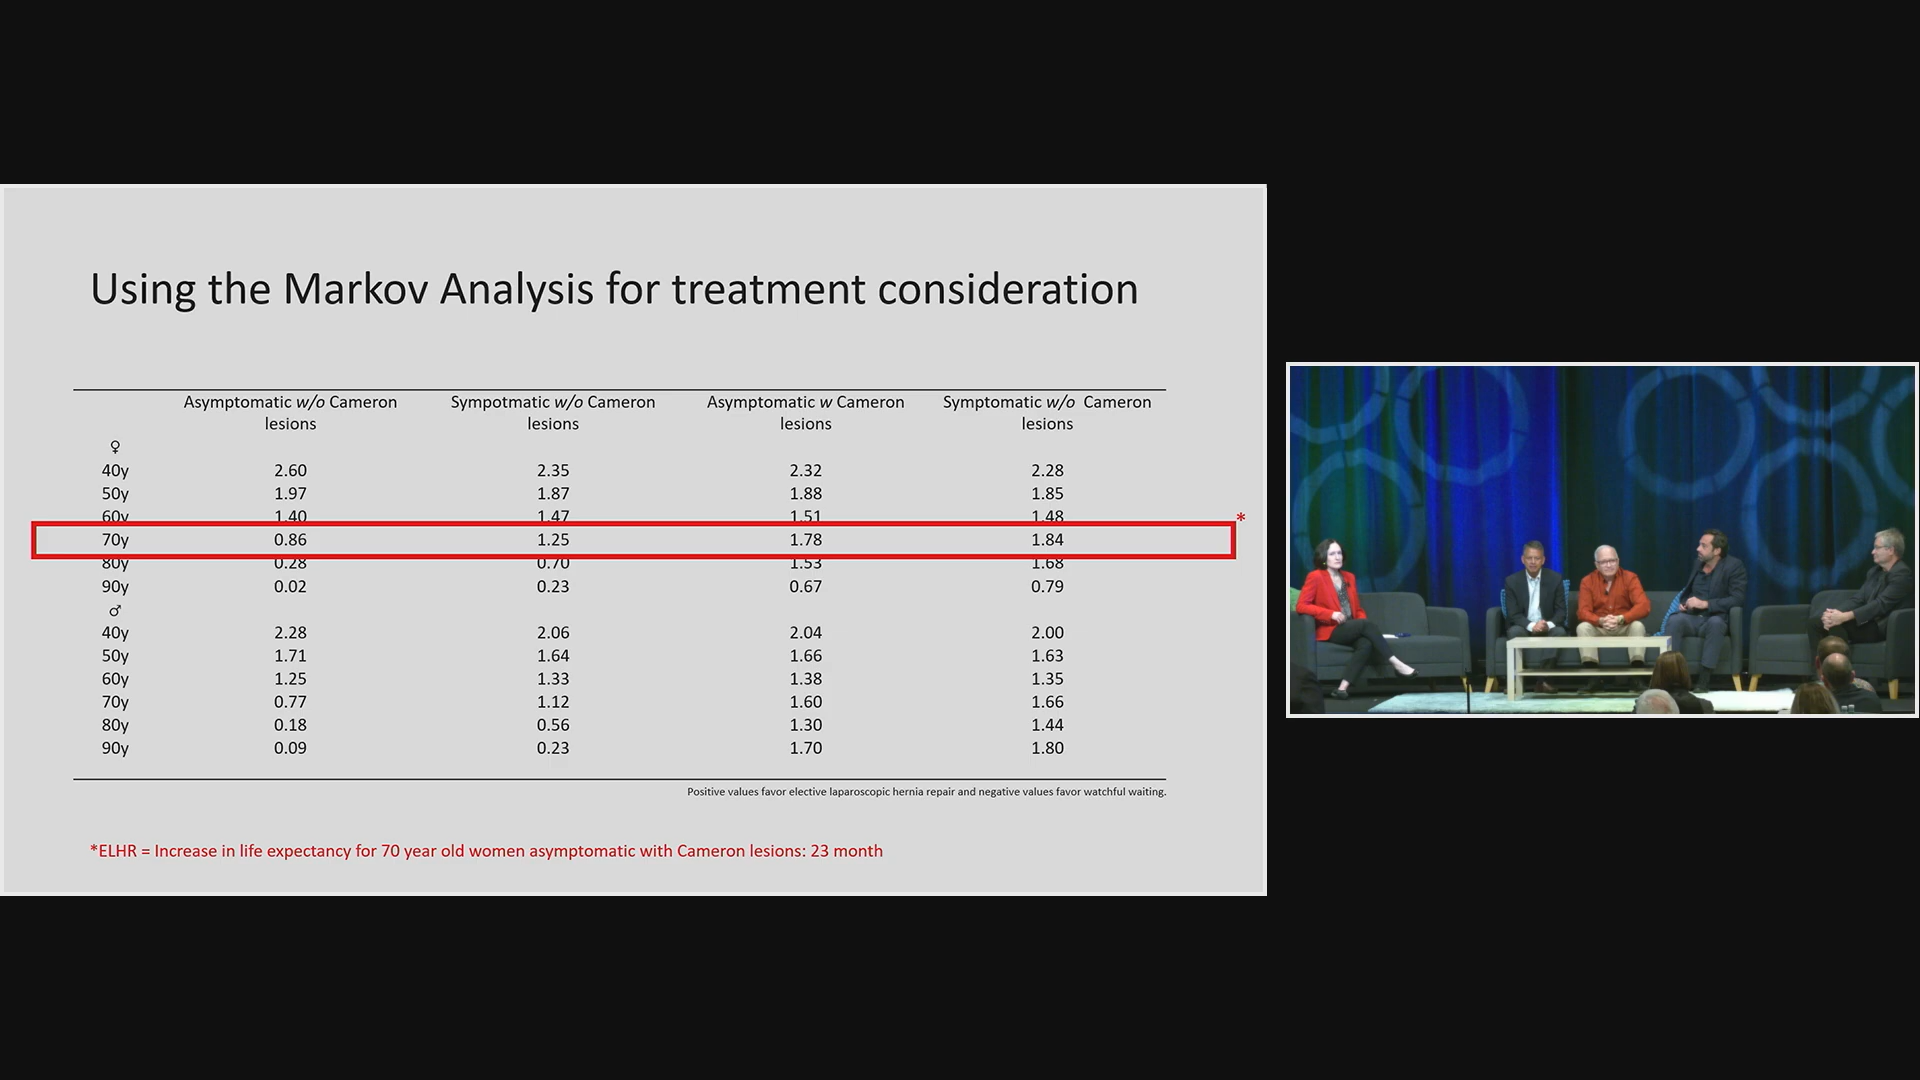 Using the Markov Analysis for treatment consideration
Asymptomatic w/o Cameron lesions Sympotmatic w/o Cameron lesions Asymptomatic w Cameron lesions Symptomatic w/o Cameron lesions
♀
40y 2.60 2.35 2.32 2.28
50y 1.97 1.87 1.88 1.85
60y 1.40 1.47 1.51 1.48
*
70y 0.86 1.25 1.78 1.84
80y 0.28 0.70 1.53 1.68
90y 0.02 0.23 0.67 0.79
♂
40y 2.28 2.06 2.04 2.00
50y 1.71 1.64 1.66 1.63
60y 1.25 1.33 1.38 1.35
70y 0.77 1.12 1.60 1.66
80y 0.18 0.56 1.30 1.44
90y 0.09 0.23 1.70 1.80
Positive values favor elective laparoscopic hernia repair and negative values favor watchful waiting.
*ELHR = Increase in life expectancy for 70 year old women asymptomatic with Cameron lesions: 23 month